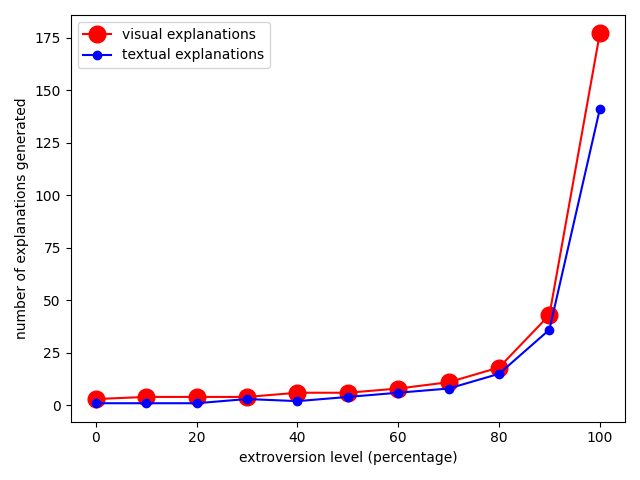 visual explanations
textual explanations
number of explanations generated
175
150
125
100
75
50
25
0
0 20 40 60 80 100
extroversion level (percentage)